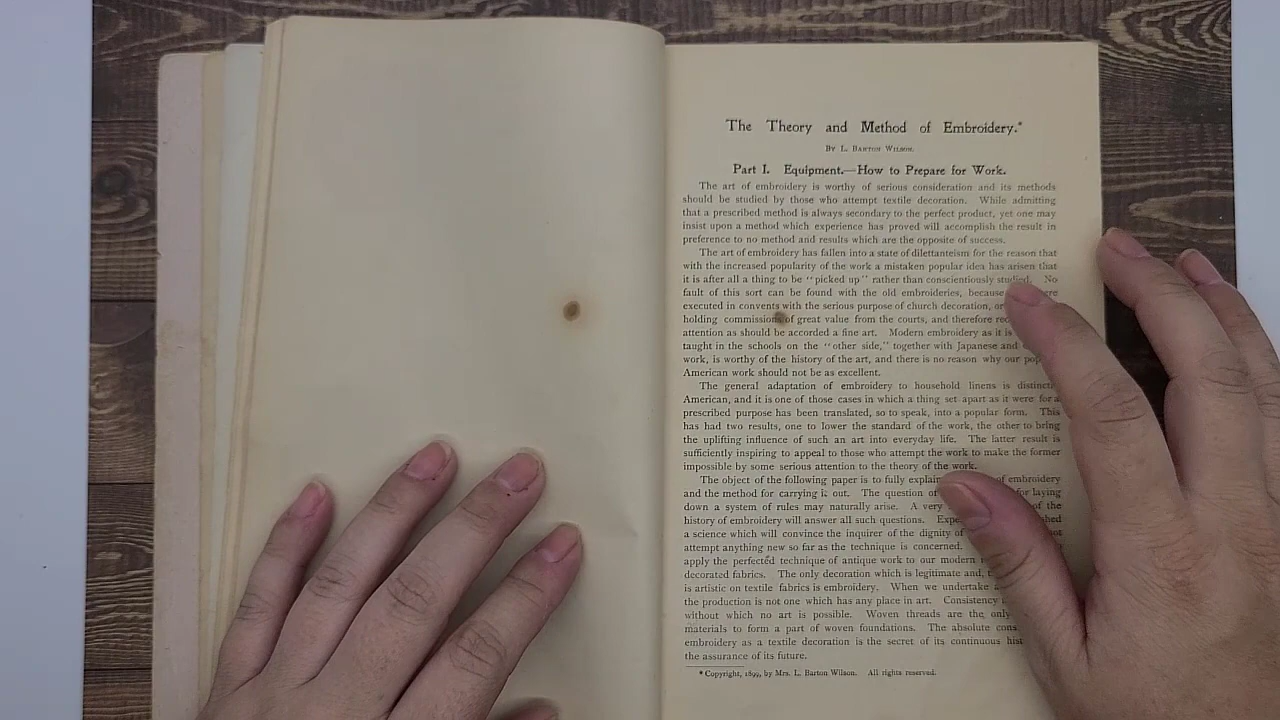 The Theory and Method of Embroidery.*
By L. Barton Wilson.
Part I. Equipment.—How to Prepare for Work.
The art of embroidery is worthy of serious consideration and its methods
should be studied by those who attempt textile decoration. While admitting
that a prescribed method is always secondary to the perfect product, yet one may
insist upon a method which experience has proved will accomplish the result in
preference to no method and results which are the opposite of success.
The art of embroidery has fallen into a state of dilettanteism for the reason that
with the increased popularity of the work a mistaken popular idea has arisen that
it is after all a thing to be "picked up" rather than conscientiously studied. No
fault of this sort can be found with the old embroideries, because
executed in convents with the serious purpose of church decoration, or
holding commissions of great value from the courts, and therefore
attention as should be accorded a fine art. Modern embroidery as it is
taught in the schools on the "other side," together with Japanese and
work, is worthy of the history of the art, and there is no reason why our
American work should not be as excellent.
The general adaptation of embroidery to household linens is
American, and it is one of those cases in which a thing set apart as it were for a
prescribed purpose has been translated, so to speak, into a popular form. This
has had two results, one to lower the standard of the work, the other to bring
the uplifting influence of such an art into everyday life. The latter result is
sufficiently inspiring to appeal to those who attempt the work to make the former
impossible by some serious attention to the theory of the work.
The object of the following paper is to fully explain of embroidery
and the method for carrying it out. The question of for laying
down a system of rules may naturally arise. A very of the
history of embroidery will answer all such questions.
a science which will convince the inquirer of the dignity of
attempt anything new so far as the technique is concerned.
apply the perfected technique of antique work to our modern
decorated fabrics. The only decoration which is legitimate and,
is artistic on textile fabrics is embroidery. When we undertake
the production is not one which has any place in art. Consistency
without which no art is possible. Woven threads are the only
materials to form a part of woven foundations. The absolute
embroidery as a textile decoration is the secret of its continuous
the assurance of its future.
* Copyright, 1899, by Mrs. L. Barton Wilson. All rights reserved.